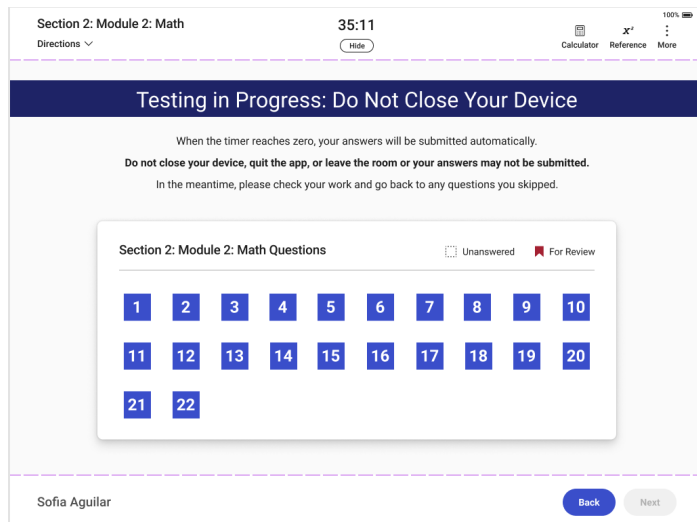 100%
Section 2: Module 2: Math
35:11
Directions
Hide
x²
Calculator Reference More
Testing in Progress: Do Not Close Your Device
When the timer reaches zero, your answers will be submitted automatically.
Do not close your device, quit the app, or leave the room or your answers may not be submitted.
In the meantime, please check your work and go back to any questions you skipped.
Section 2: Module 2: Math Questions
Unanswered
For Review
1 2 3 4 5 6 7 8 9 10
11 12 13 14 15 16 17 18 19 20
21 22
Sofia Aguilar
Back
Next